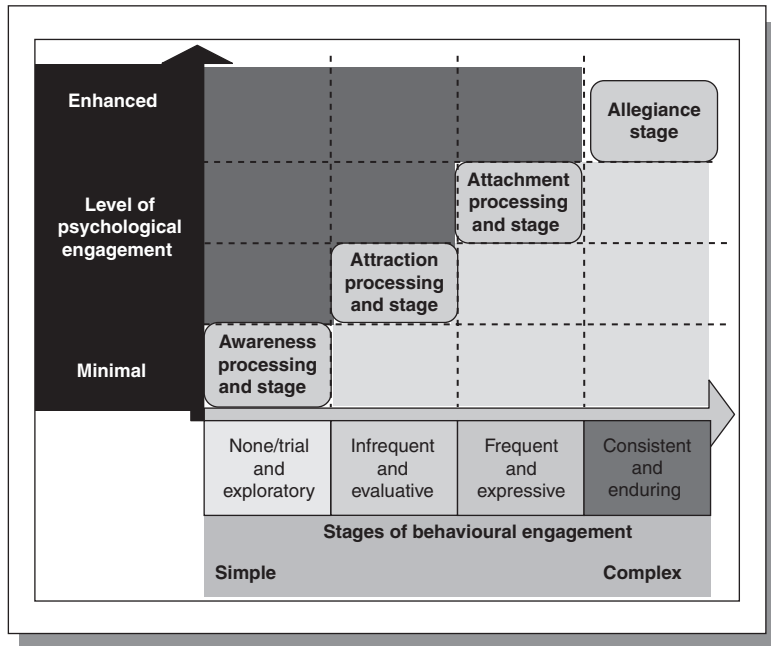 Enhanced
Allegiance
stage
Level of
psychological
engagement
Attachment
processing
and stage
Attraction
processing
and stage
Minimal
Awareness
processing
and stage
None/trial
and
exploratory
Infrequent
and
evaluative
Frequent
and
expressive
Consistent
and
enduring
Stages of behavioural engagement
Simple
Complex